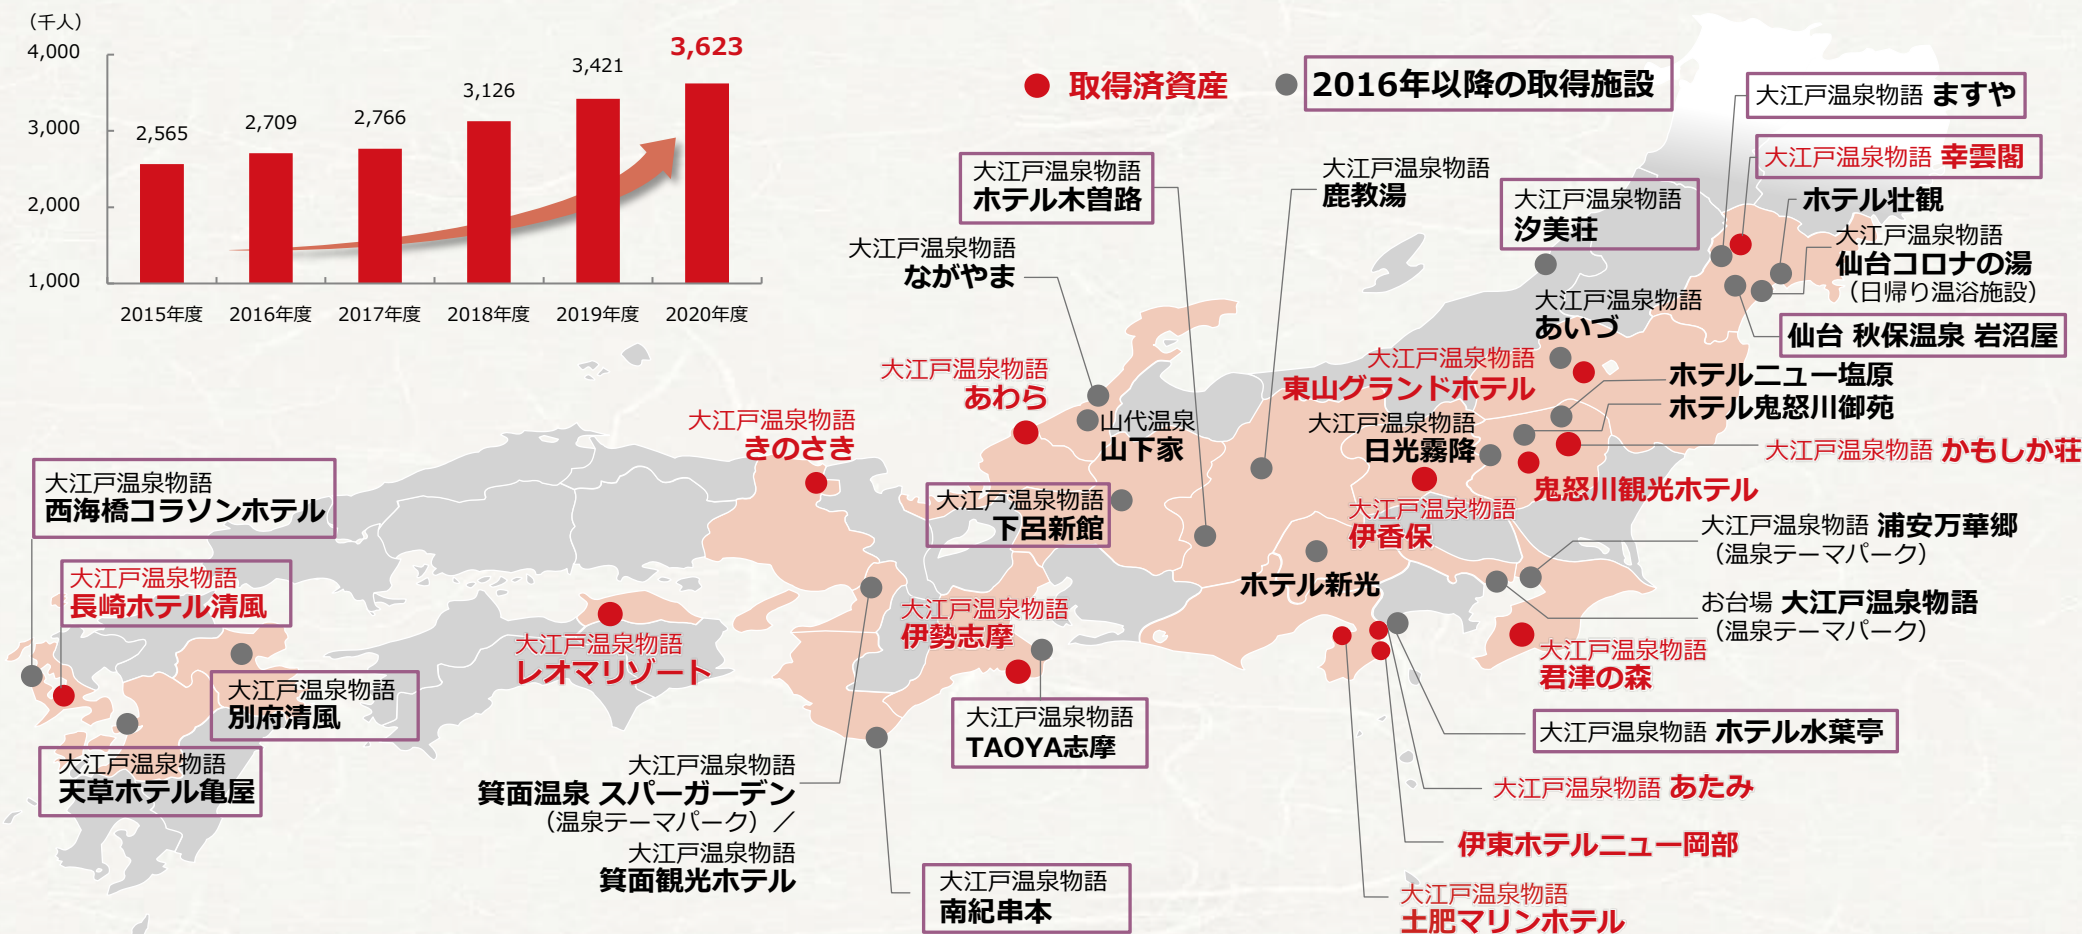 （千人）
4,000
3,000
2,000
1,000
2,565
2,709
2,766
3,126
3,421
3,623
2015年度
2016年度
2017年度
2018年度
2019年度
2020年度
取得済資産
2016年以降の取得施設
大江戸温泉物語 ますや
大江戸温泉物語 幸雲閣
ホテル壮観
大江戸温泉物語
仙台コロナの湯
（日帰り温浴施設）
仙台 秋保温泉 岩沼屋
大江戸温泉物語
ホテル木曽路
大江戸温泉物語
鹿教湯
大江戸温泉物語
汐美荘
大江戸温泉物語
ながやま
大江戸温泉物語
あいづ
大江戸温泉物語
東山グランドホテル
ホテルニュー塩原
ホテル鬼怒川御苑
大江戸温泉物語
あわら
山代温泉
山下家
大江戸温泉物語
日光霧降
大江戸温泉物語 かもしか荘
大江戸温泉物語
きのさき
鬼怒川観光ホテル
大江戸温泉物語
西海橋コラソンホテル
大江戸温泉物語
下呂新館
大江戸温泉物語
伊香保
大江戸温泉物語 浦安万華郷
（温泉テーマパーク）
大江戸温泉物語
長崎ホテル清風
ホテル新光
お台場 大江戸温泉物語
（温泉テーマパーク）
大江戸温泉物語
レオマリゾート
大江戸温泉物語
伊勢志摩
大江戸温泉物語
君津の森
大江戸温泉物語
別府清風
大江戸温泉物語
TAOYA志摩
大江戸温泉物語 ホテル水葉亭
大江戸温泉物語
天草ホテル亀屋
大江戸温泉物語
箕面温泉 スパーガーデン
（温泉テーマパーク）／
大江戸温泉物語
箕面観光ホテル
大江戸温泉物語 あたみ
伊東ホテルニュー岡部
大江戸温泉物語
南紀串本
大江戸温泉物語
土肥マリンホテル